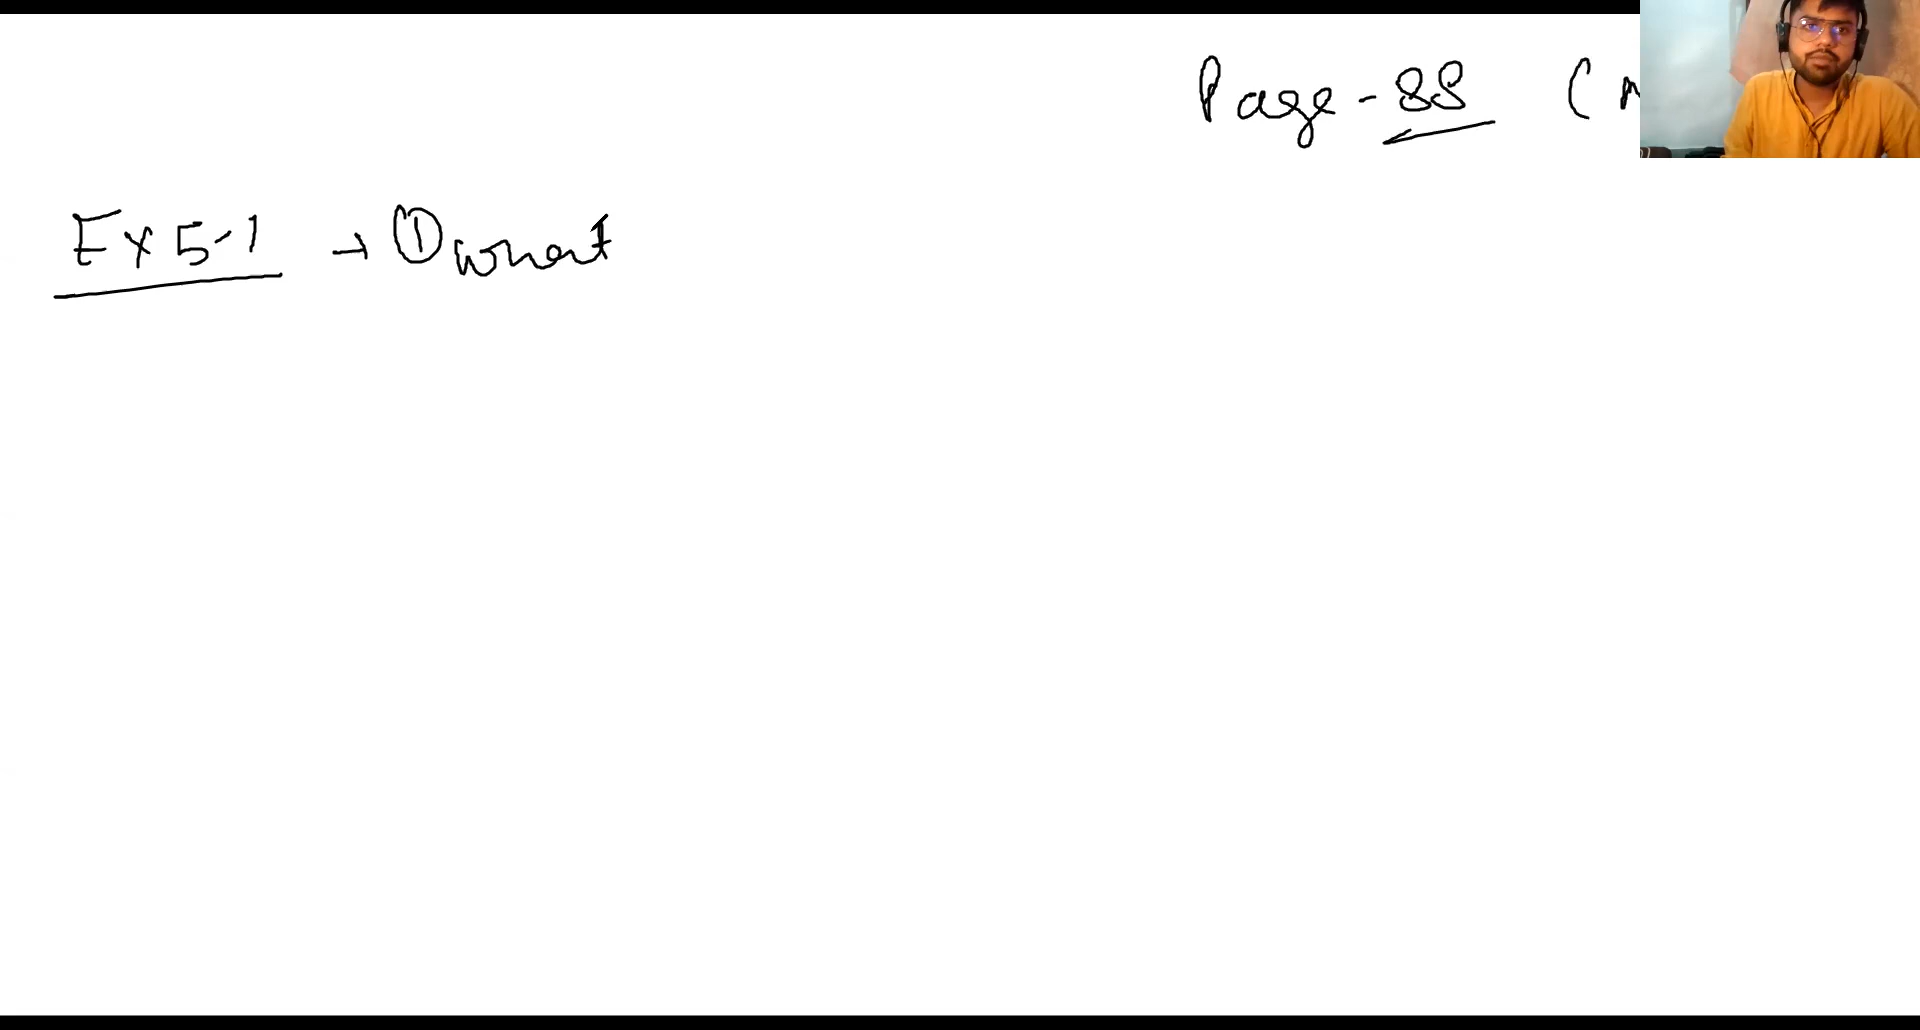 Page - 88 (
Ex 5.1 → ① what